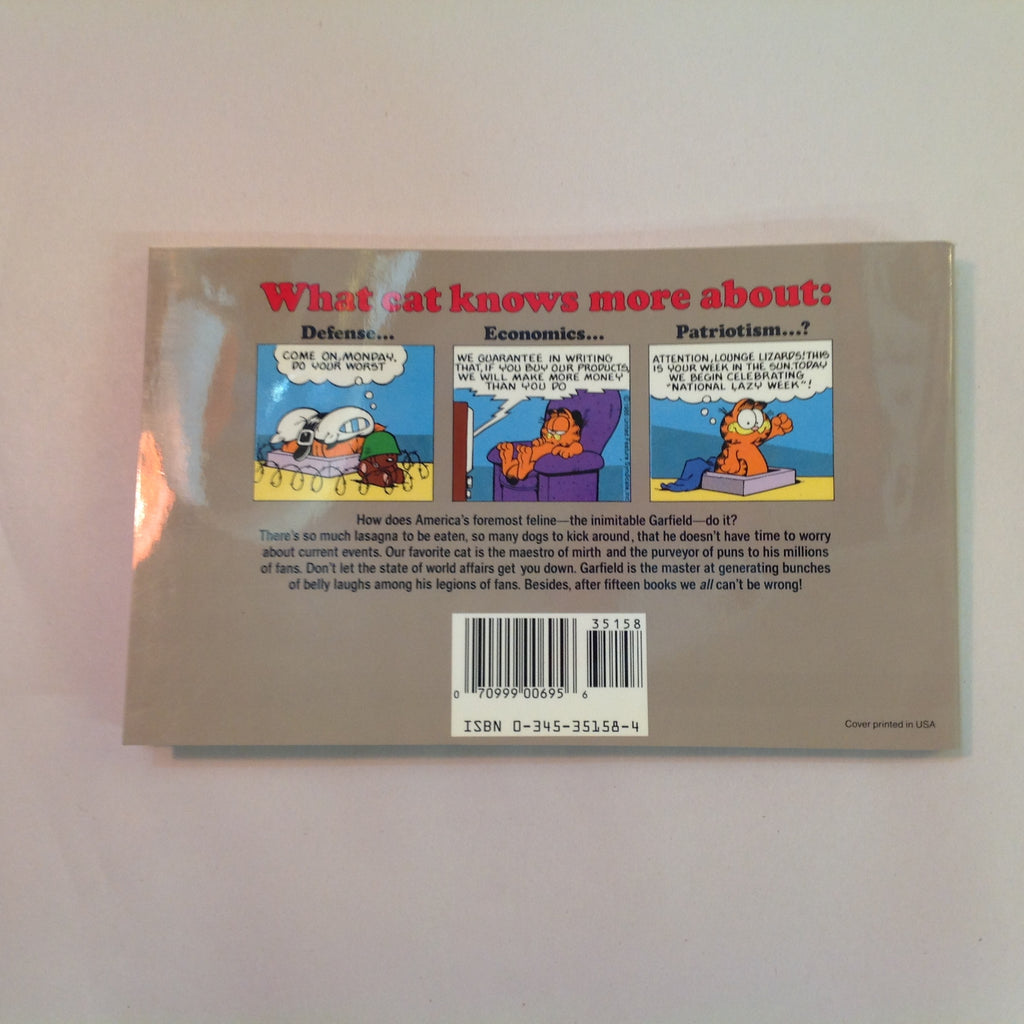 What cat knows more about:
Defense...
Economics...
Patriotism...?
COME ON, MONDAY.
DO YOUR WORST
WE GUARANTEE IN WRITING
THAT, IF YOU BUY OUR PRODUCTS,
WE WILL MAKE MORE MONEY
THAN YOU DO
ATTENTION, LOUNGE LIZARDS! THIS
IS YOUR WEEK IN THE SUN. TODAY
WE BEGIN CELEBRATING
"NATIONAL LAZY WEEK"!
How does America's foremost feline—the inimitable Garfield—do it?
There's so much lasagna to be eaten, so many dogs to kick around, that he doesn't have time to worry
about current events. Our favorite cat is the maestro of mirth and the purveyor of puns to his millions
of fans. Don't let the state of world affairs get you down. Garfield is the master at generating bunches
of belly laughs among his legions of fans. Besides, after fifteen books we all can't be wrong!
35158
0 70999 00695 6
ISBN 0-345-35158-4
Cover printed in USA